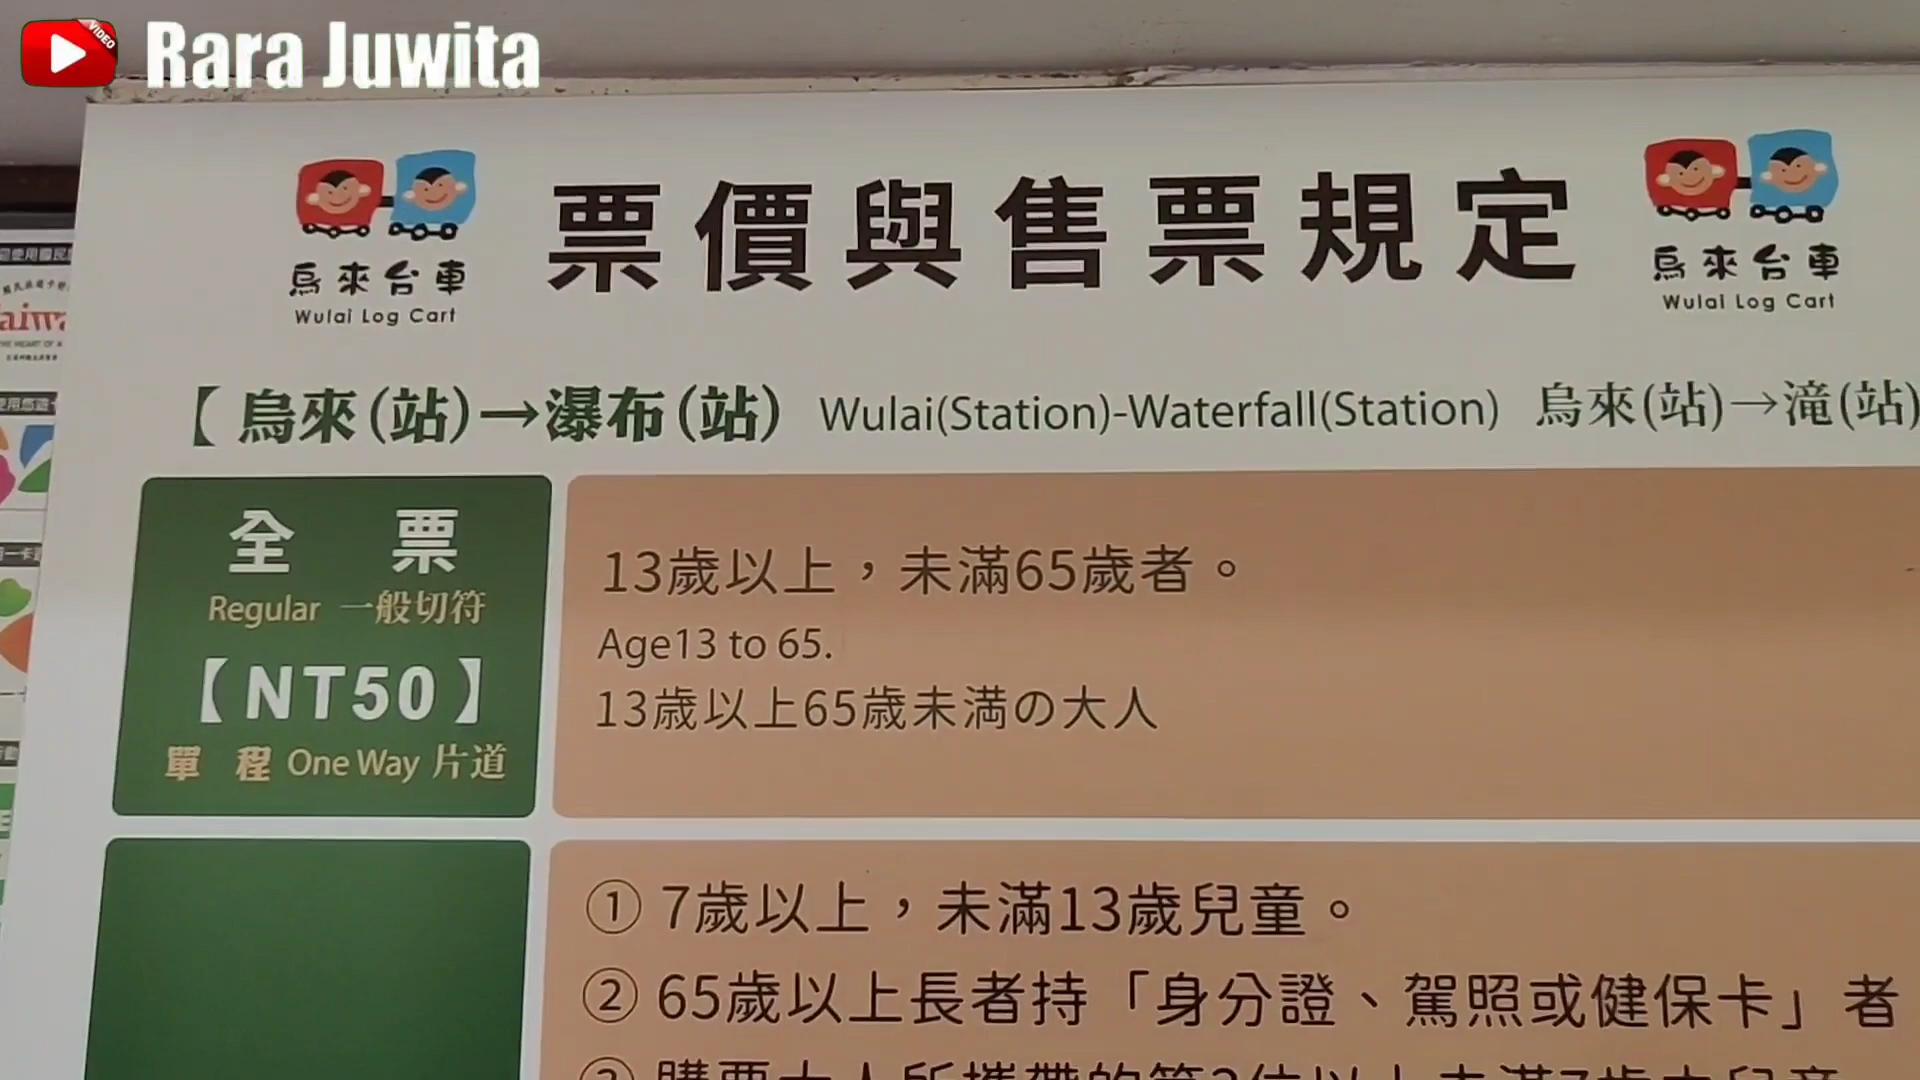 VIDEO
Rara Juwita
票價與售票規定
烏來台車
Wulai Log Cart
烏來台車
Wulai Log Cart
【烏來(站)→瀑布(站) Wulai(Station)-Waterfall(Station) 烏來(站)→滝(站)
全 票
Regular 一般切符
【NT50】
單 程 One Way 片道
13歲以上，未滿65歲者。
Age13 to 65.
13歳以上65歳未満の大人
① 7歲以上，未滿13歲兒童。
② 65歲以上長者持「身分證、駕照或健保卡」者